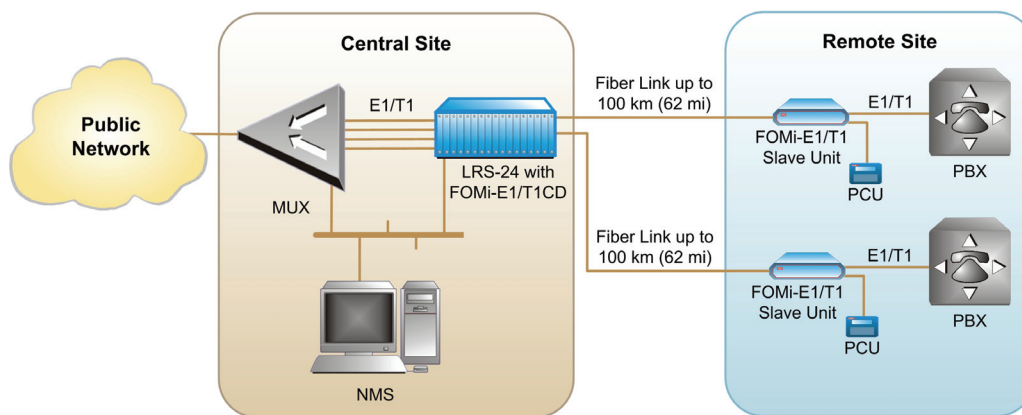 Central Site
Remote Site
Public
Network
E1/T1
MUX
LRS-24 with
FOMi-E1/T1CD
NMS
Fiber Link up to
100 km (62 mi)
FOMi-E1/T1
Slave Unit
E1/T1
PCU
PBX
Fiber Link up to
100 km (62 mi)
FOMi-E1/T1
Slave Unit
E1/T1
PCU
PBX